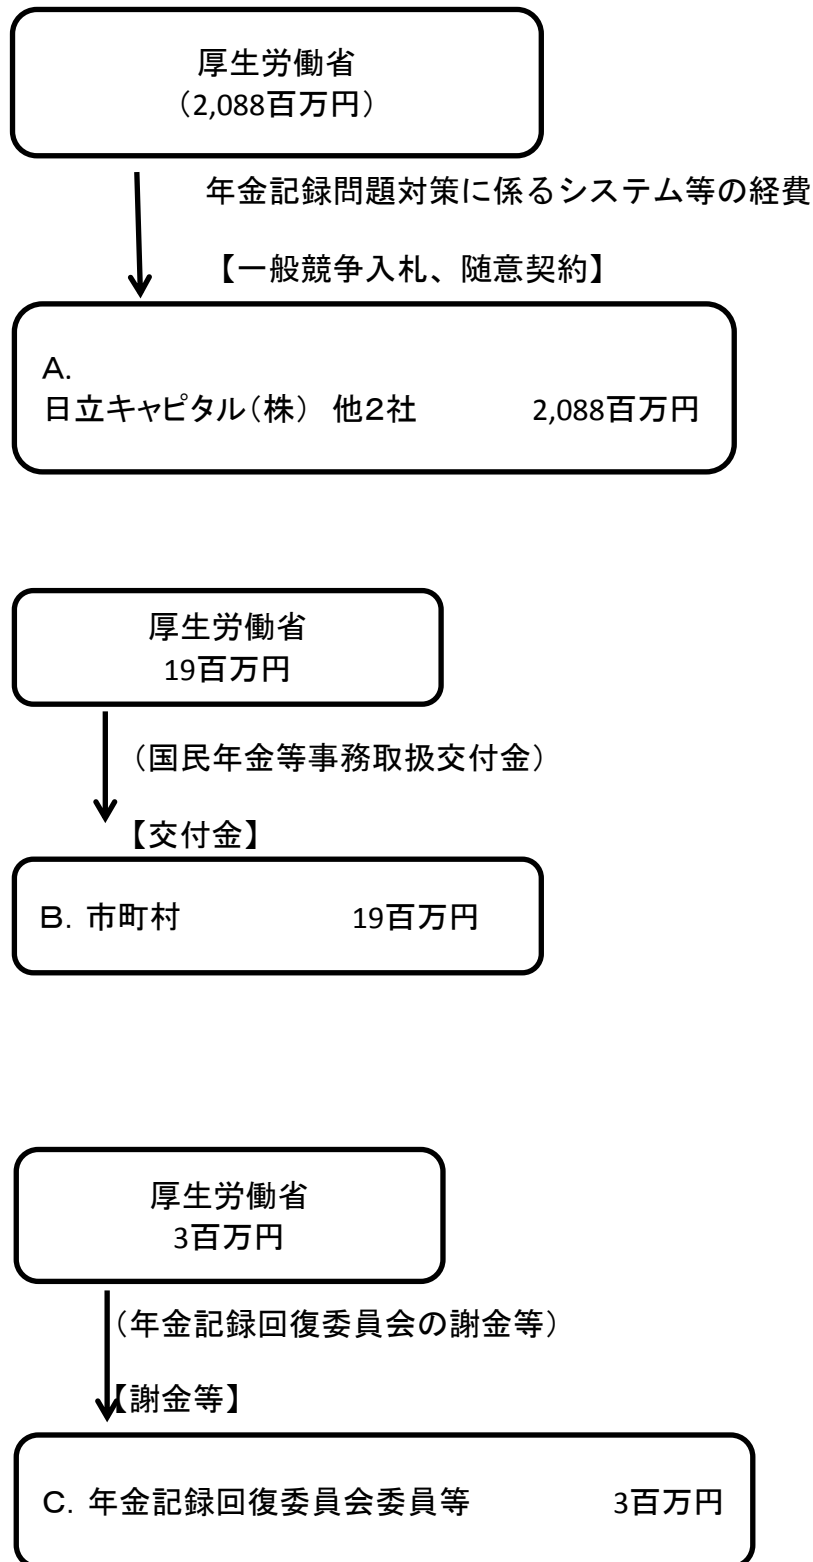 厚生労働省
（2,088百万円）
年金記録問題対策に係るシステム等の経費
【一般競争入札、随意契約】
A.
日立キャピタル（株） 他２社 2,088百万円
厚生労働省
19百万円
（国民年金等事務取扱交付金）
【交付金】
B. 市町村 19百万円
厚生労働省
3百万円
（年金記録回復委員会の謝金等）
【謝金等】
C. 年金記録回復委員会委員等 3百万円